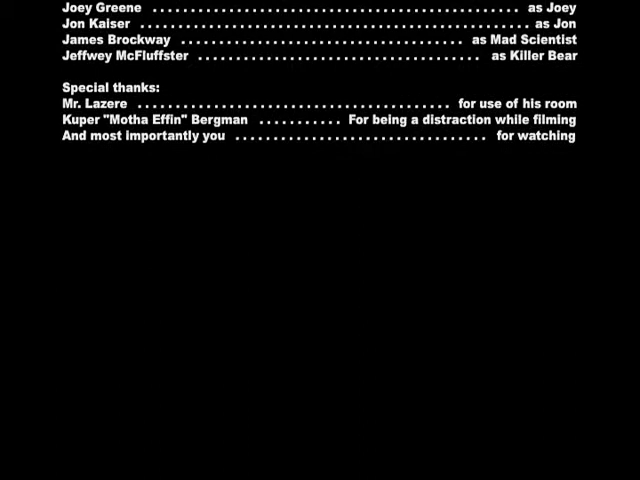 Joey Greene ................................................ as Joey
Jon Kaiser ................................................... as Jon
James Brockway .................................... as Mad Scientist
Jeffwey McFluffster ................................... as Killer Bear
Special thanks:
Mr. Lazere ........................................ for use of his room
Kuper "Motha Effin" Bergman ........... For being a distraction while filming
And most importantly you ................................ for watching